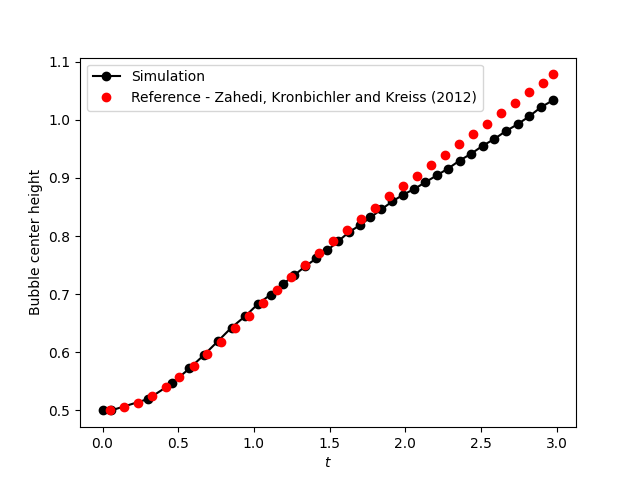 Simulation
Reference - Zahedi, Kronbichler and Kreiss (2012)
Bubble center height
1.1
1.0
0.9
0.8
0.7
0.6
0.5
0.0 0.5 1.0 1.5 2.0 2.5 3.0
t